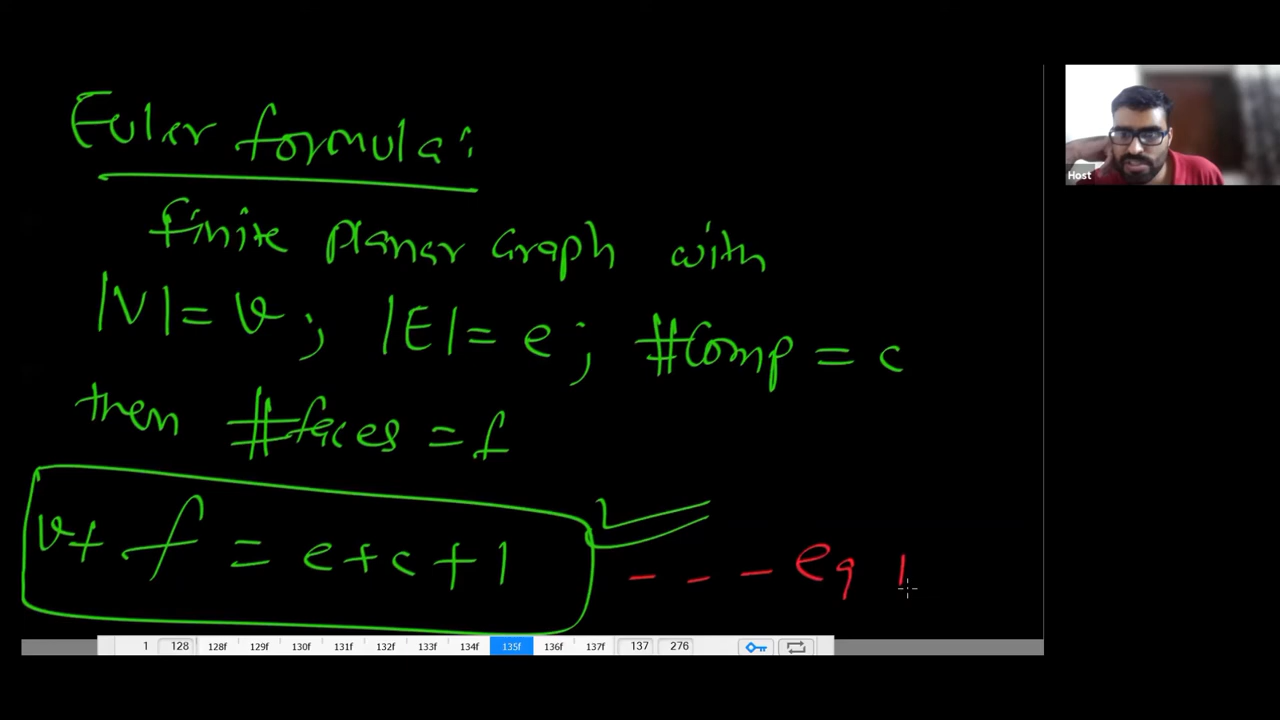 Euler formula:
finite planar Graph with
|V| = v; |E| = e; #Comp = c
then #faces = f
v + f = e + c + 1 --- eq 1
Host
1 128 128f 129f 130f 131f 132f 133f 134f 135f 136f 137f 137 276